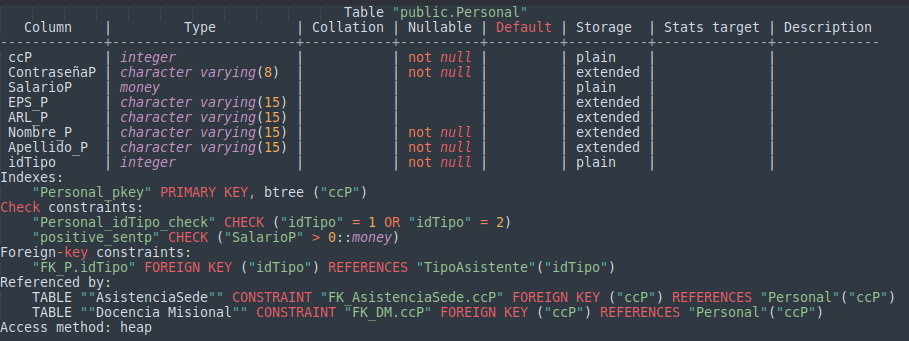 Table "public.Personal"
Column | Type | Collation | Nullable | Default | Storage | Stats target | Description
-------------+-----------------------+-----------+----------+---------+----------+--------------+-------------
ccP | integer | | not null | | plain | |
ContraseñaP | character varying(8) | | not null | | extended | |
SalarioP | money | | | | plain | |
EPS_P | character varying(15) | | | | extended | |
ARL_P | character varying(15) | | | | extended | |
Nombre_P | character varying(15) | | not null | | extended | |
Apellido_P | character varying(15) | | not null | | extended | |
idTipo | integer | | | | plain | |
Indexes:
"Personal_pkey" PRIMARY KEY, btree ("ccP")
Check constraints:
"Personal_idTipo_check" CHECK ("idTipo" = 1 OR "idTipo" = 2)
"positive_sentp" CHECK ("SalarioP" > 0::money)
Foreign-key constraints:
"FK_P.idTipo" FOREIGN KEY ("idTipo") REFERENCES "TipoAsistente"("idTipo")
Referenced by:
TABLE ""AsistenciaSede"" CONSTRAINT "FK_AsistenciaSede.ccP" FOREIGN KEY ("ccP") REFERENCES "Personal"("ccP")
TABLE ""Docencia Misional"" CONSTRAINT "FK_DM.ccP" FOREIGN KEY ("ccP") REFERENCES "Personal"("ccP")
Access method: heap